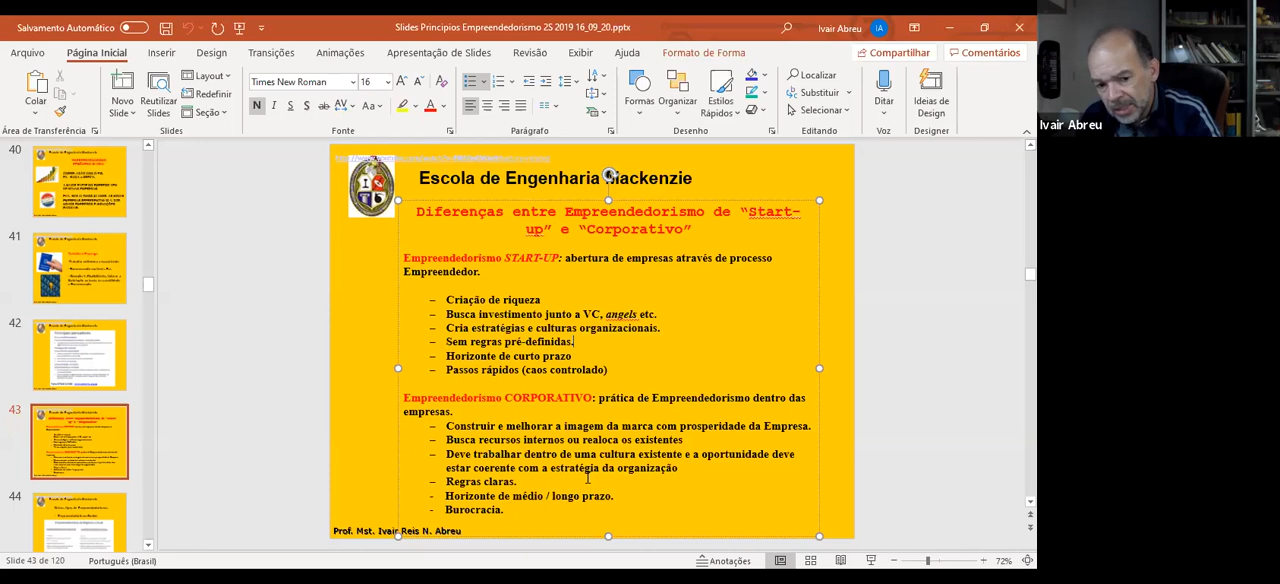 Salvamento Automático
Slides Principios Empreendedorismo 2S 2019 16_09_20.pptx
Ivair Abreu
IA
Arquivo
Página Inicial
Inserir
Design
Transições
Animações
Apresentação de Slides
Revisão
Exibir
Ajuda
Formato de Forma
Compartilhar
Comentários
Colar
Novo Slide
Reutilizar Slides
Layout
Redefinir
Seção
Times New Roman
16
N I S S ab AV Aa
Formas
Organizar
Estilos Rápidos
Localizar
Substituir
Selecionar
Ditar
Ideias de Design
Área de Transferência
Slides
Fonte
Parágrafo
Desenho
Editando
Voz
Designer
Ivair Abreu
40
41
42
43
44
Escola de Engenharia Mackenzie
Diferenças entre Empreendedorismo de “Start-
up” e “Corporativo”
Empreendedorismo START-UP: abertura de empresas através de processo
Empreendedor.
– Criação de riqueza
– Busca investimento junto a VC, angels etc.
– Cria estratégias e culturas organizacionais.
– Sem regras pré-definidas.
– Horizonte de curto prazo
– Passos rápidos (caos controlado)
Empreendedorismo CORPORATIVO: prática de Empreendedorismo dentro das
empresas.
– Construir e melhorar a imagem da marca com prosperidade da Empresa.
– Busca recursos internos ou realoca os existentes
– Deve trabalhar dentro de uma cultura existente e a oportunidade deve
estar coerente com a estratégia da organização
– Regras claras.
- Horizonte de médio / longo prazo.
- Burocracia.
Prof. Mst. Ivair Reis N. Abreu
Slide 43 de 120
Português (Brasil)
Anotações
72%